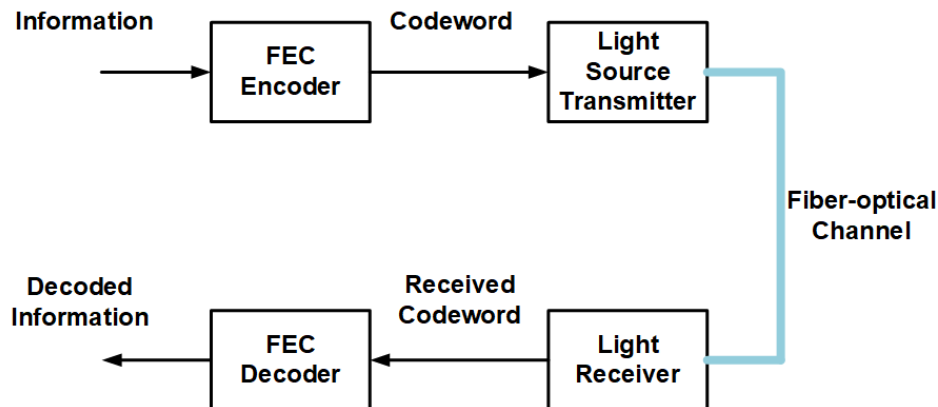 Information
FEC
Encoder
Codeword
Light
Source
Transmitter
Fiber-optical
Channel
Decoded
Information
FEC
Decoder
Received
Codeword
Light
Receiver